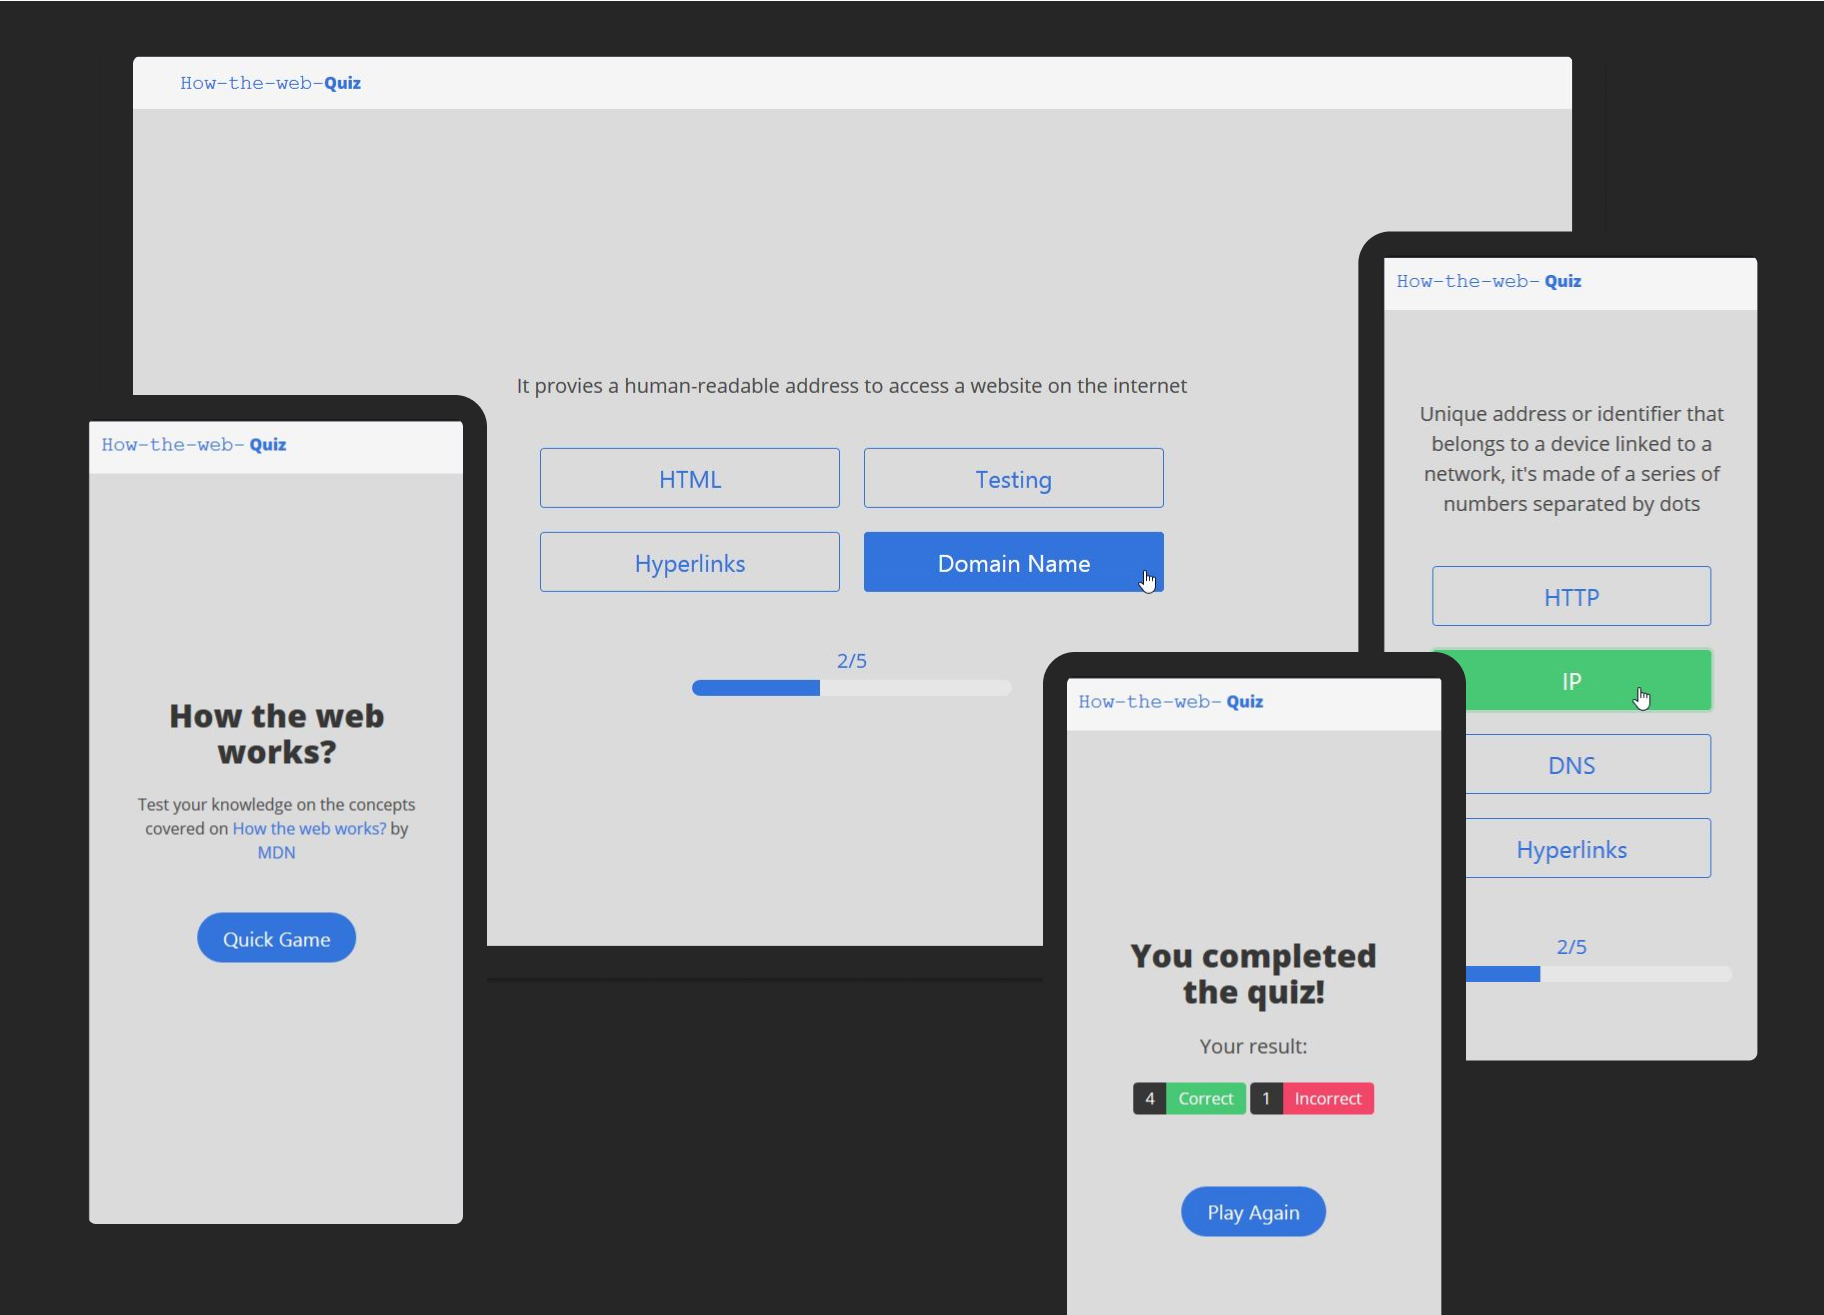 How-the-web-Quiz
It provies a human-readable address to access a website on the internet
HTML
Testing
Hyperlinks
Domain Name
2/5
How-the-web- Quiz
How the web
works?
Test your knowledge on the concepts
covered on How the web works? by
MDN
Quick Game
How-the-web- Quiz
Unique address or identifier that
belongs to a device linked to a
network, it's made of a series of
numbers separated by dots
HTTP
IP
DNS
Hyperlinks
2/5
How-the-web- Quiz
You completed
the quiz!
Your result:
4 Correct 1 Incorrect
Play Again